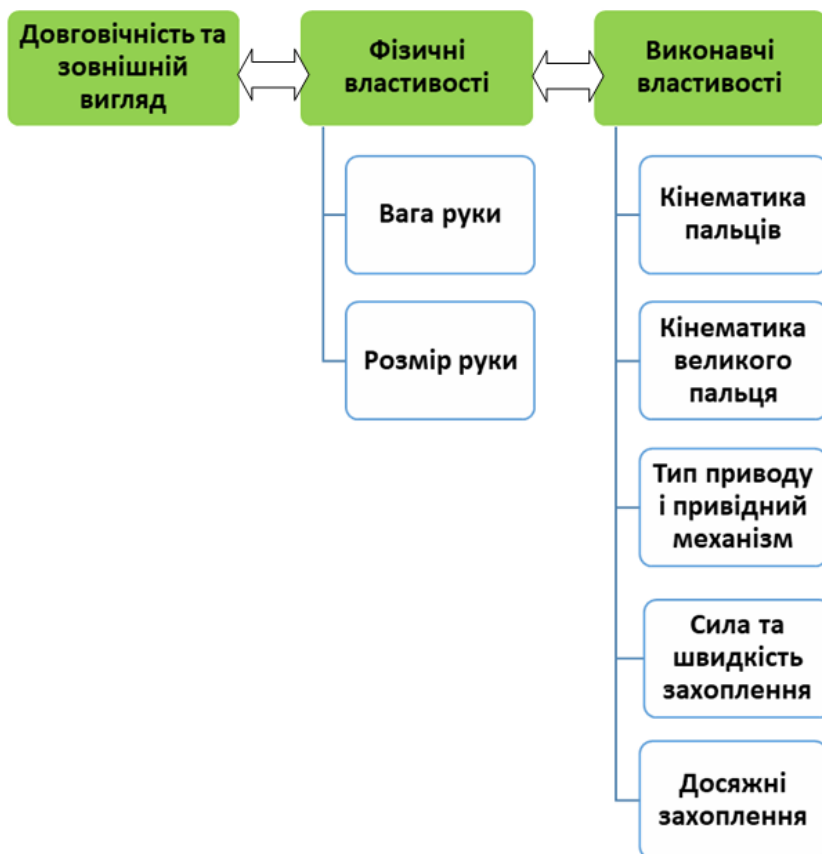 Довговічність та
зовнішній
вигляд
Фізичні
властивості
Вага руки
Розмір руки
Виконавчі
властивості
Кінематика
пальців
Кінематика
великого
пальця
Тип приводу
і привідний
механізм
Сила та
швидкість
захоплення
Досяжні
захоплення